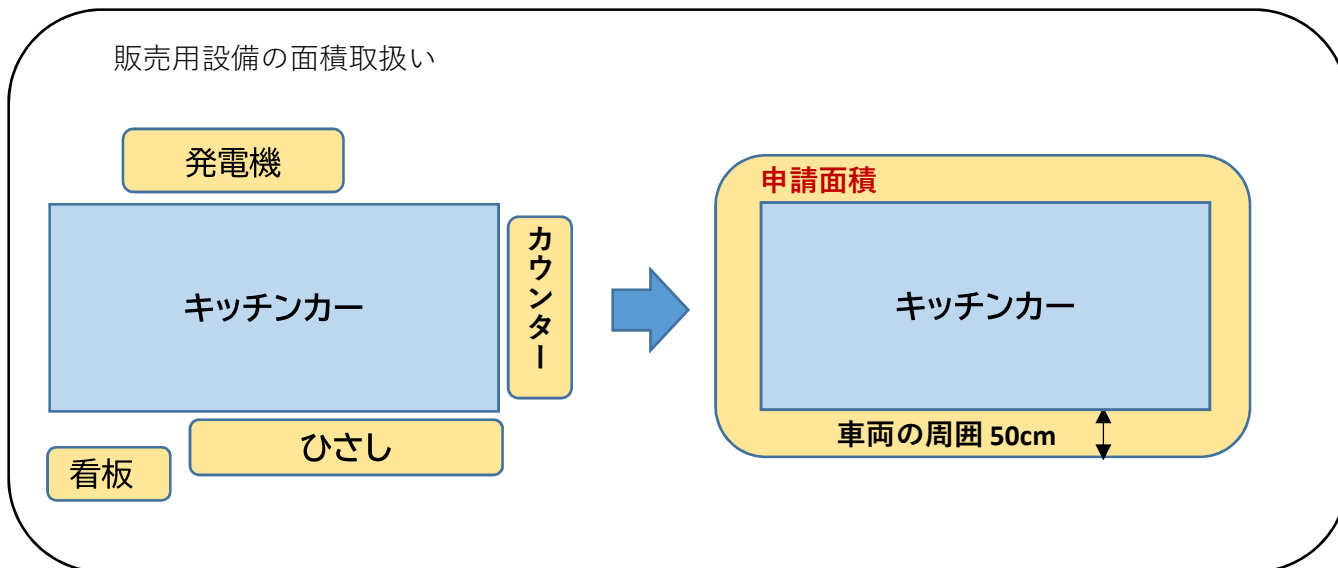 販売用設備の面積取扱い
発電機
キッチンカー
カウンター
ひさし
看板
申請面積
キッチンカー
車両の周囲 50cm